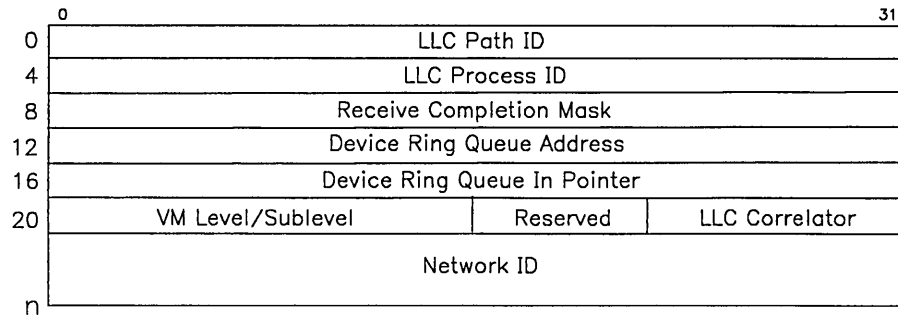 0 31
0 LLC Path ID
4 LLC Process ID
8 Receive Completion Mask
12 Device Ring Queue Address
16 Device Ring Queue In Pointer
20 VM Level/Sublevel Reserved LLC Correlator
Network ID
n